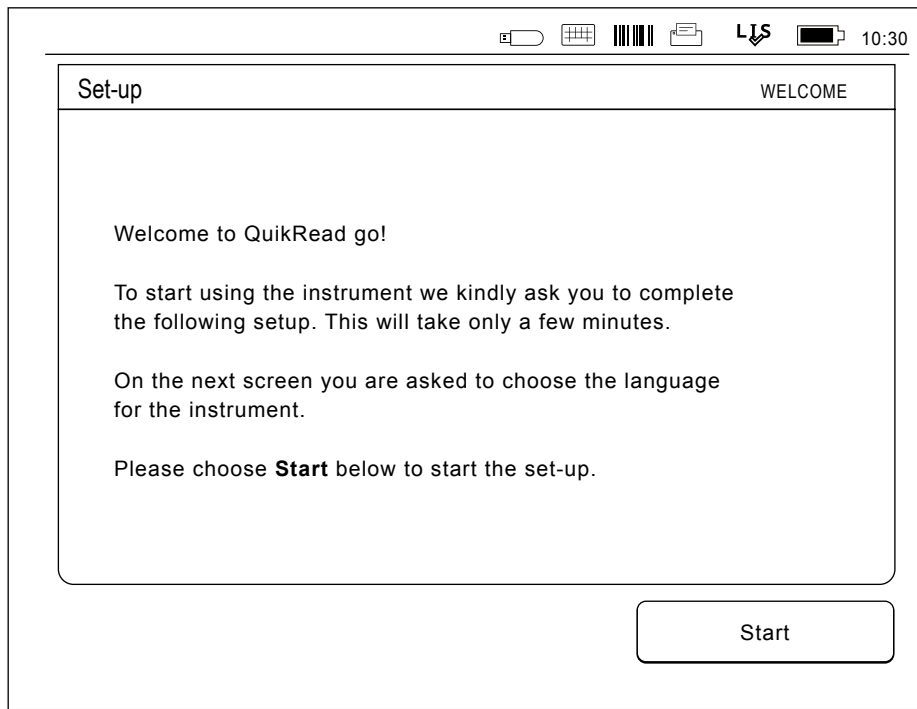 LIS 10:30
Set-up WELCOME
Welcome to QuikRead go!
To start using the instrument we kindly ask you to complete
the following setup. This will take only a few minutes.
On the next screen you are asked to choose the language
for the instrument.
Please choose Start below to start the set-up.
Start